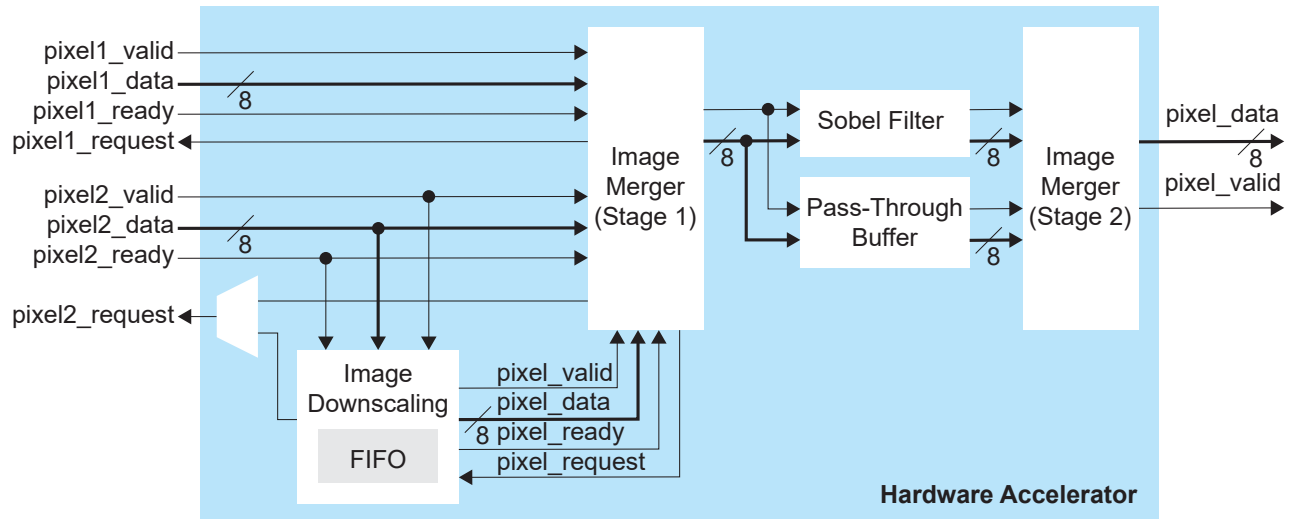 pixel1_valid
pixel1_data
8
pixel1_ready
pixel1_request
pixel2_valid
pixel2_data
8
pixel2_ready
pixel2_request
Image
Merger
(Stage 1)
8
Sobel Filter
8
Pass-Through
Buffer
8
Image
Merger
(Stage 2)
pixel_data
8
pixel_valid
Image
Downscaling
FIFO
pixel_valid
pixel_data
8
pixel_ready
pixel_request
Hardware Accelerator